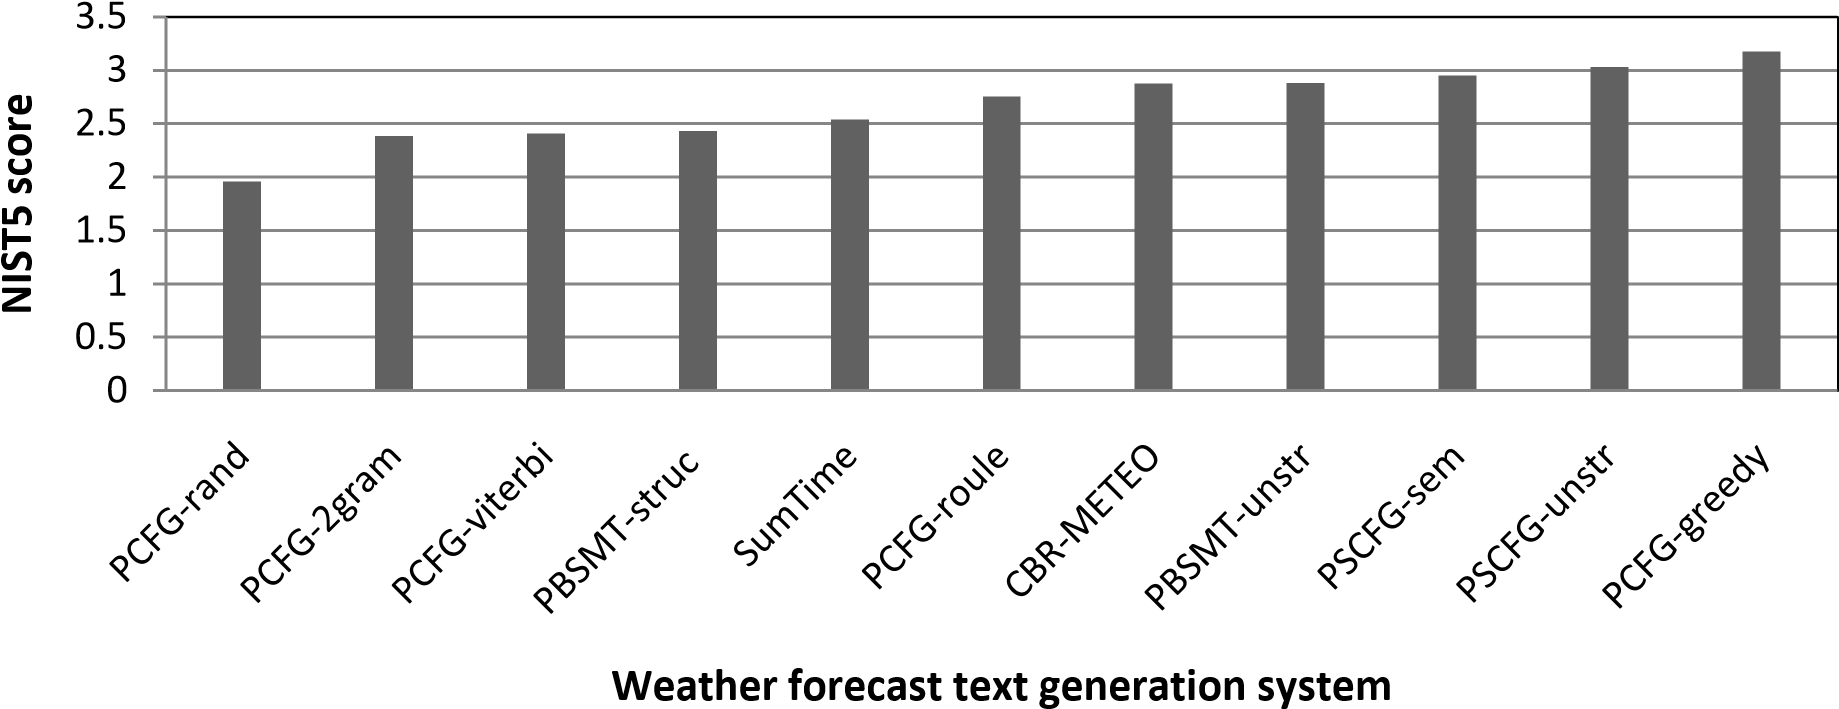 NIST5 score
3.5
3
2.5
2
1.5
1
0.5
0
PCFG-rand
PCFG-2gram
PCFG-viterbi
PBSMT-struc
SumTime
PCFG-roule
CBR-METEO
PBSMT-unstr
PSCFG-sem
PSCFG-unstr
PCFG-greedy
Weather forecast text generation system